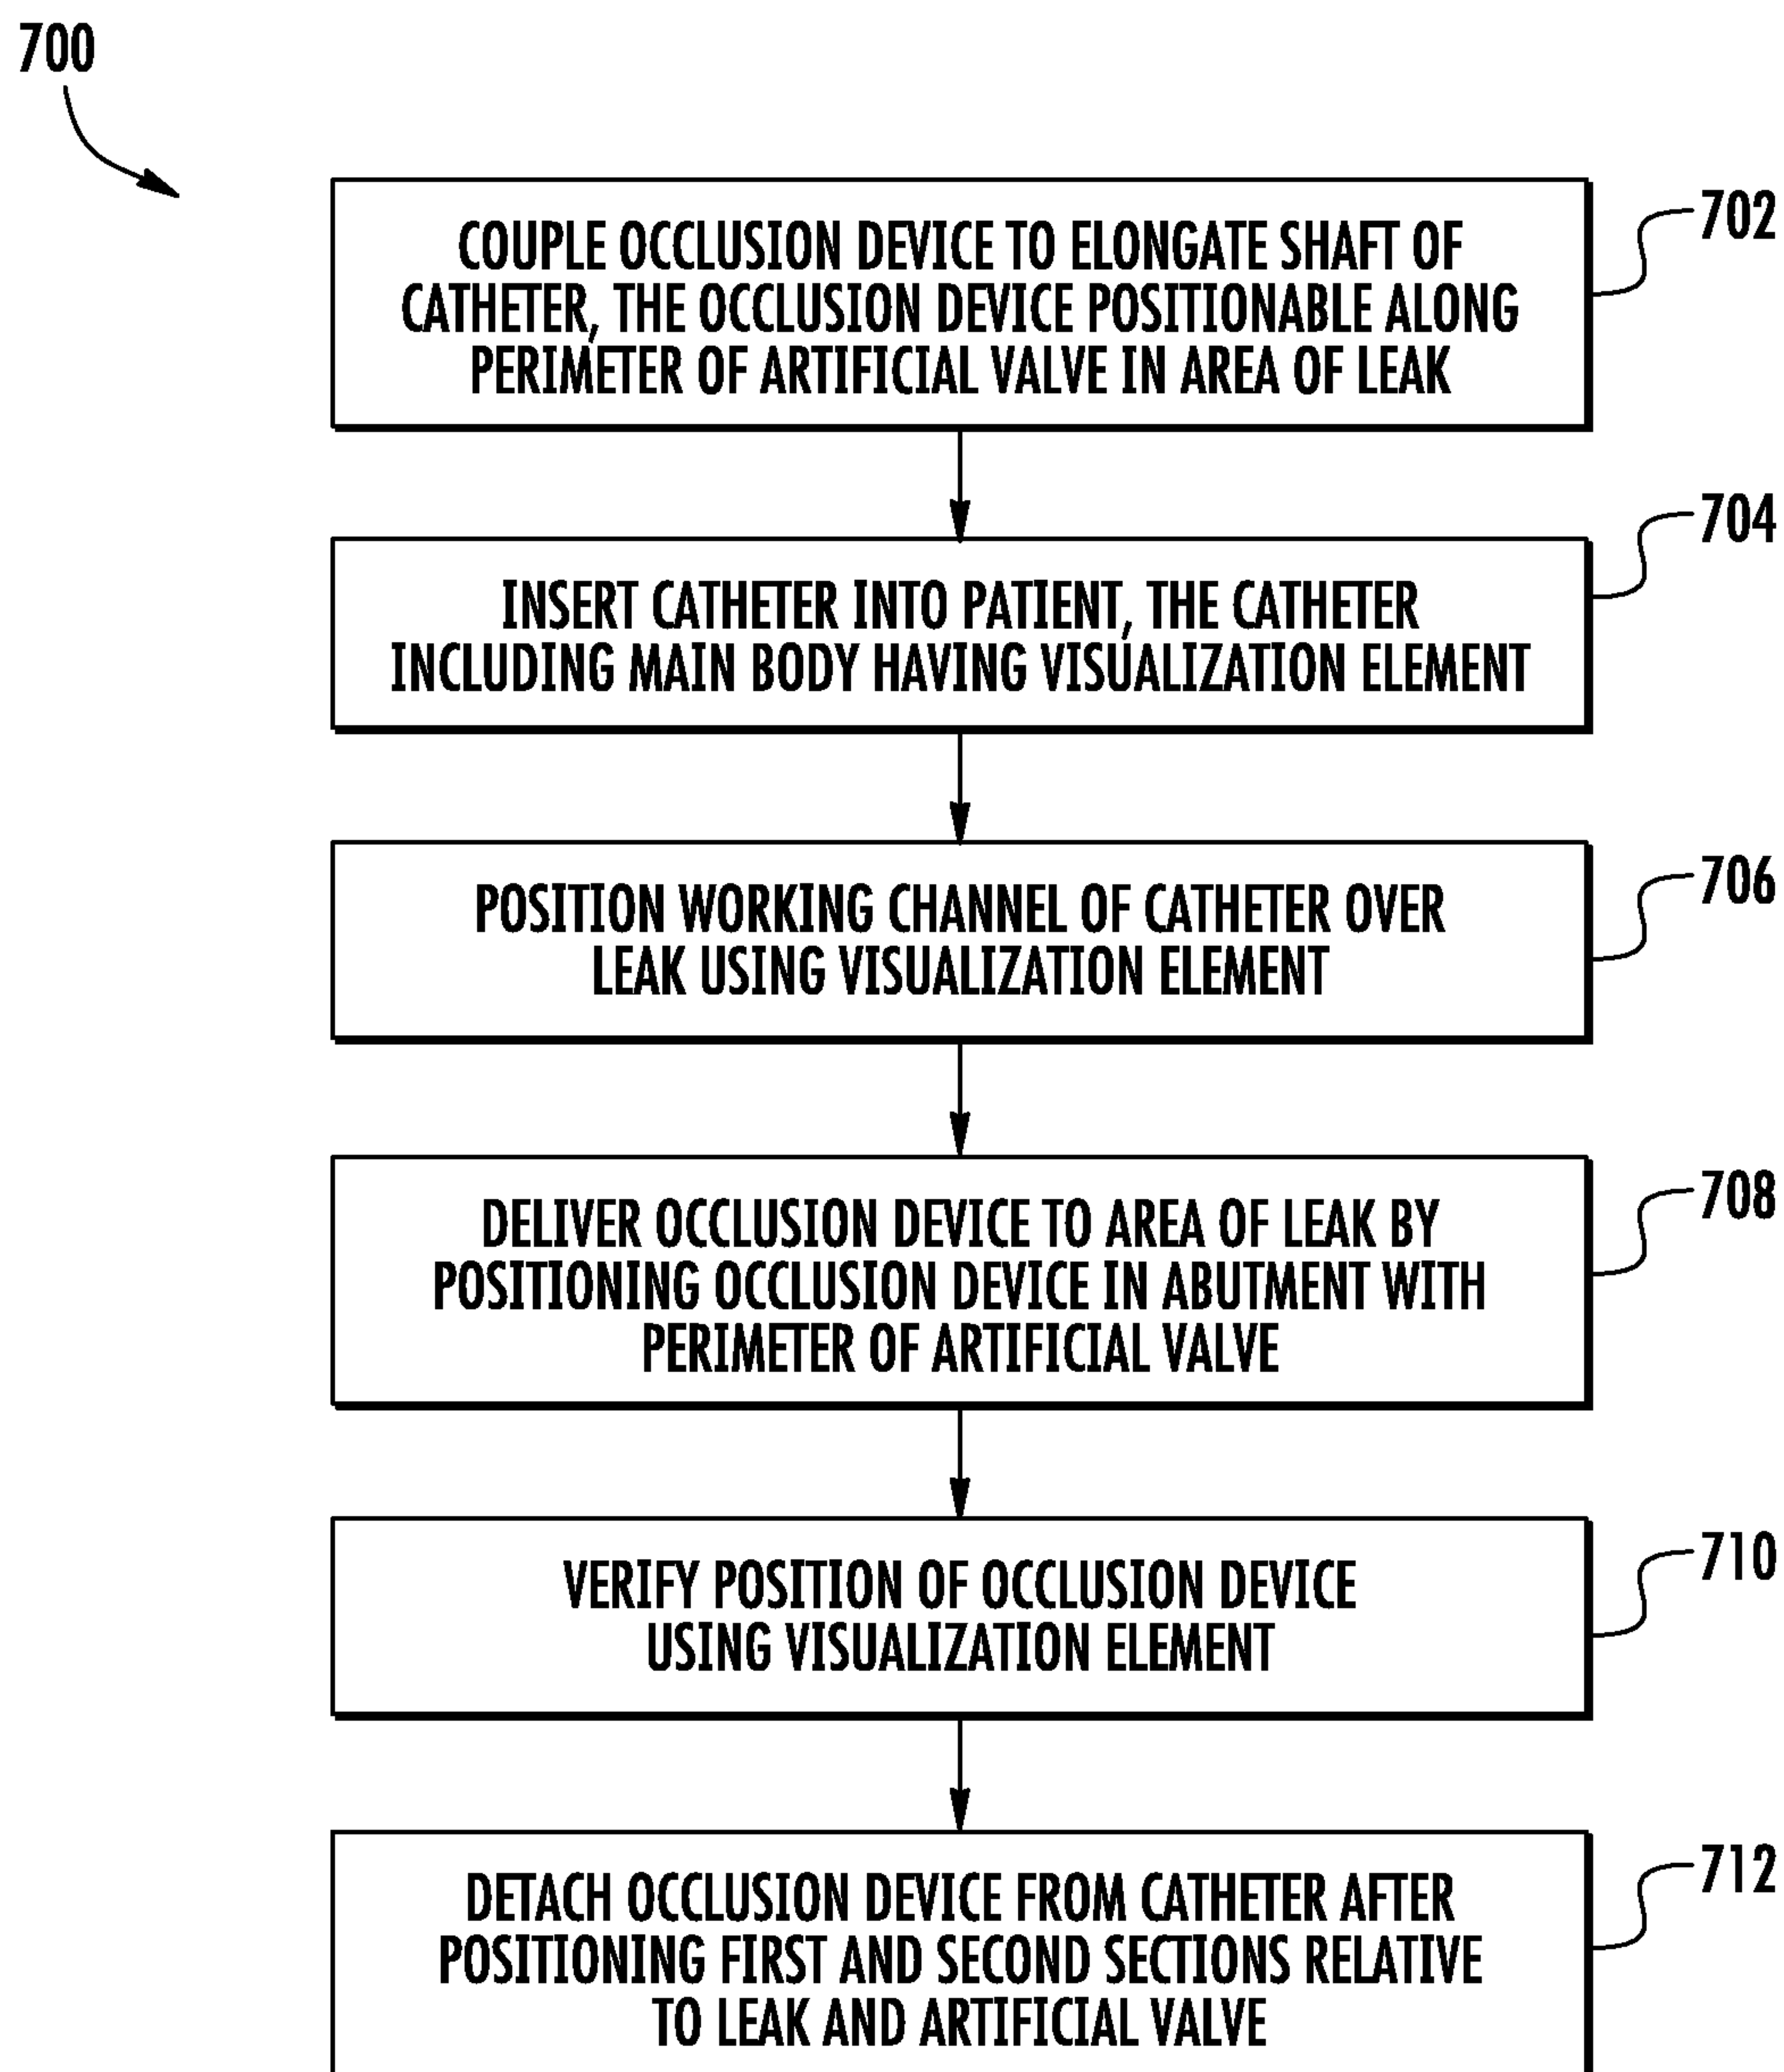 700
COUPLE OCCLUSION DEVICE TO ELONGATE SHAFT OF
CATHETER, THE OCCLUSION DEVICE POSITIONABLE ALONG
PERIMETER OF ARTIFICIAL VALVE IN AREA OF LEAK
702
INSERT CATHETER INTO PATIENT, THE CATHETER
INCLUDING MAIN BODY HAVING VISUALIZATION ELEMENT
704
POSITION WORKING CHANNEL OF CATHETER OVER
LEAK USING VISUALIZATION ELEMENT
706
DELIVER OCCLUSION DEVICE TO AREA OF LEAK BY
POSITIONING OCCLUSION DEVICE IN ABUTMENT WITH
PERIMETER OF ARTIFICIAL VALVE
708
VERIFY POSITION OF OCCLUSION DEVICE
USING VISUALIZATION ELEMENT
710
DETACH OCCLUSION DEVICE FROM CATHETER AFTER
POSITIONING FIRST AND SECOND SECTIONS RELATIVE
TO LEAK AND ARTIFICIAL VALVE
712